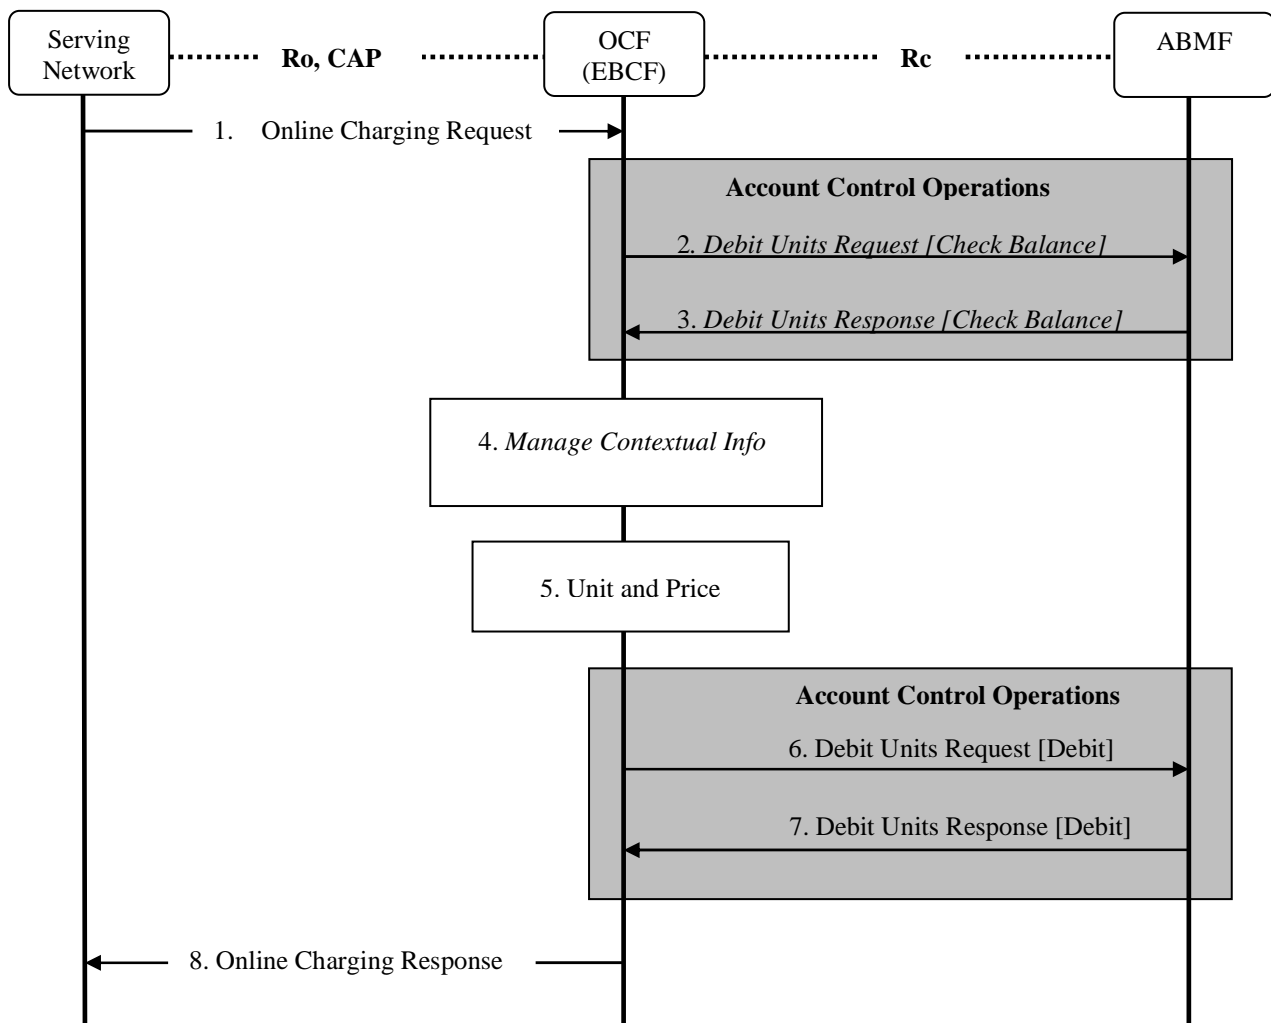 Serving
Network
Ro, CAP
OCF
(EBCF)
Rc
ABMF
1. Online Charging Request
Account Control Operations
2. Debit Units Request [Check Balance]
3. Debit Units Response [Check Balance]
4. Manage Contextual Info
5. Unit and Price
Account Control Operations
6. Debit Units Request [Debit]
7. Debit Units Response [Debit]
8. Online Charging Response